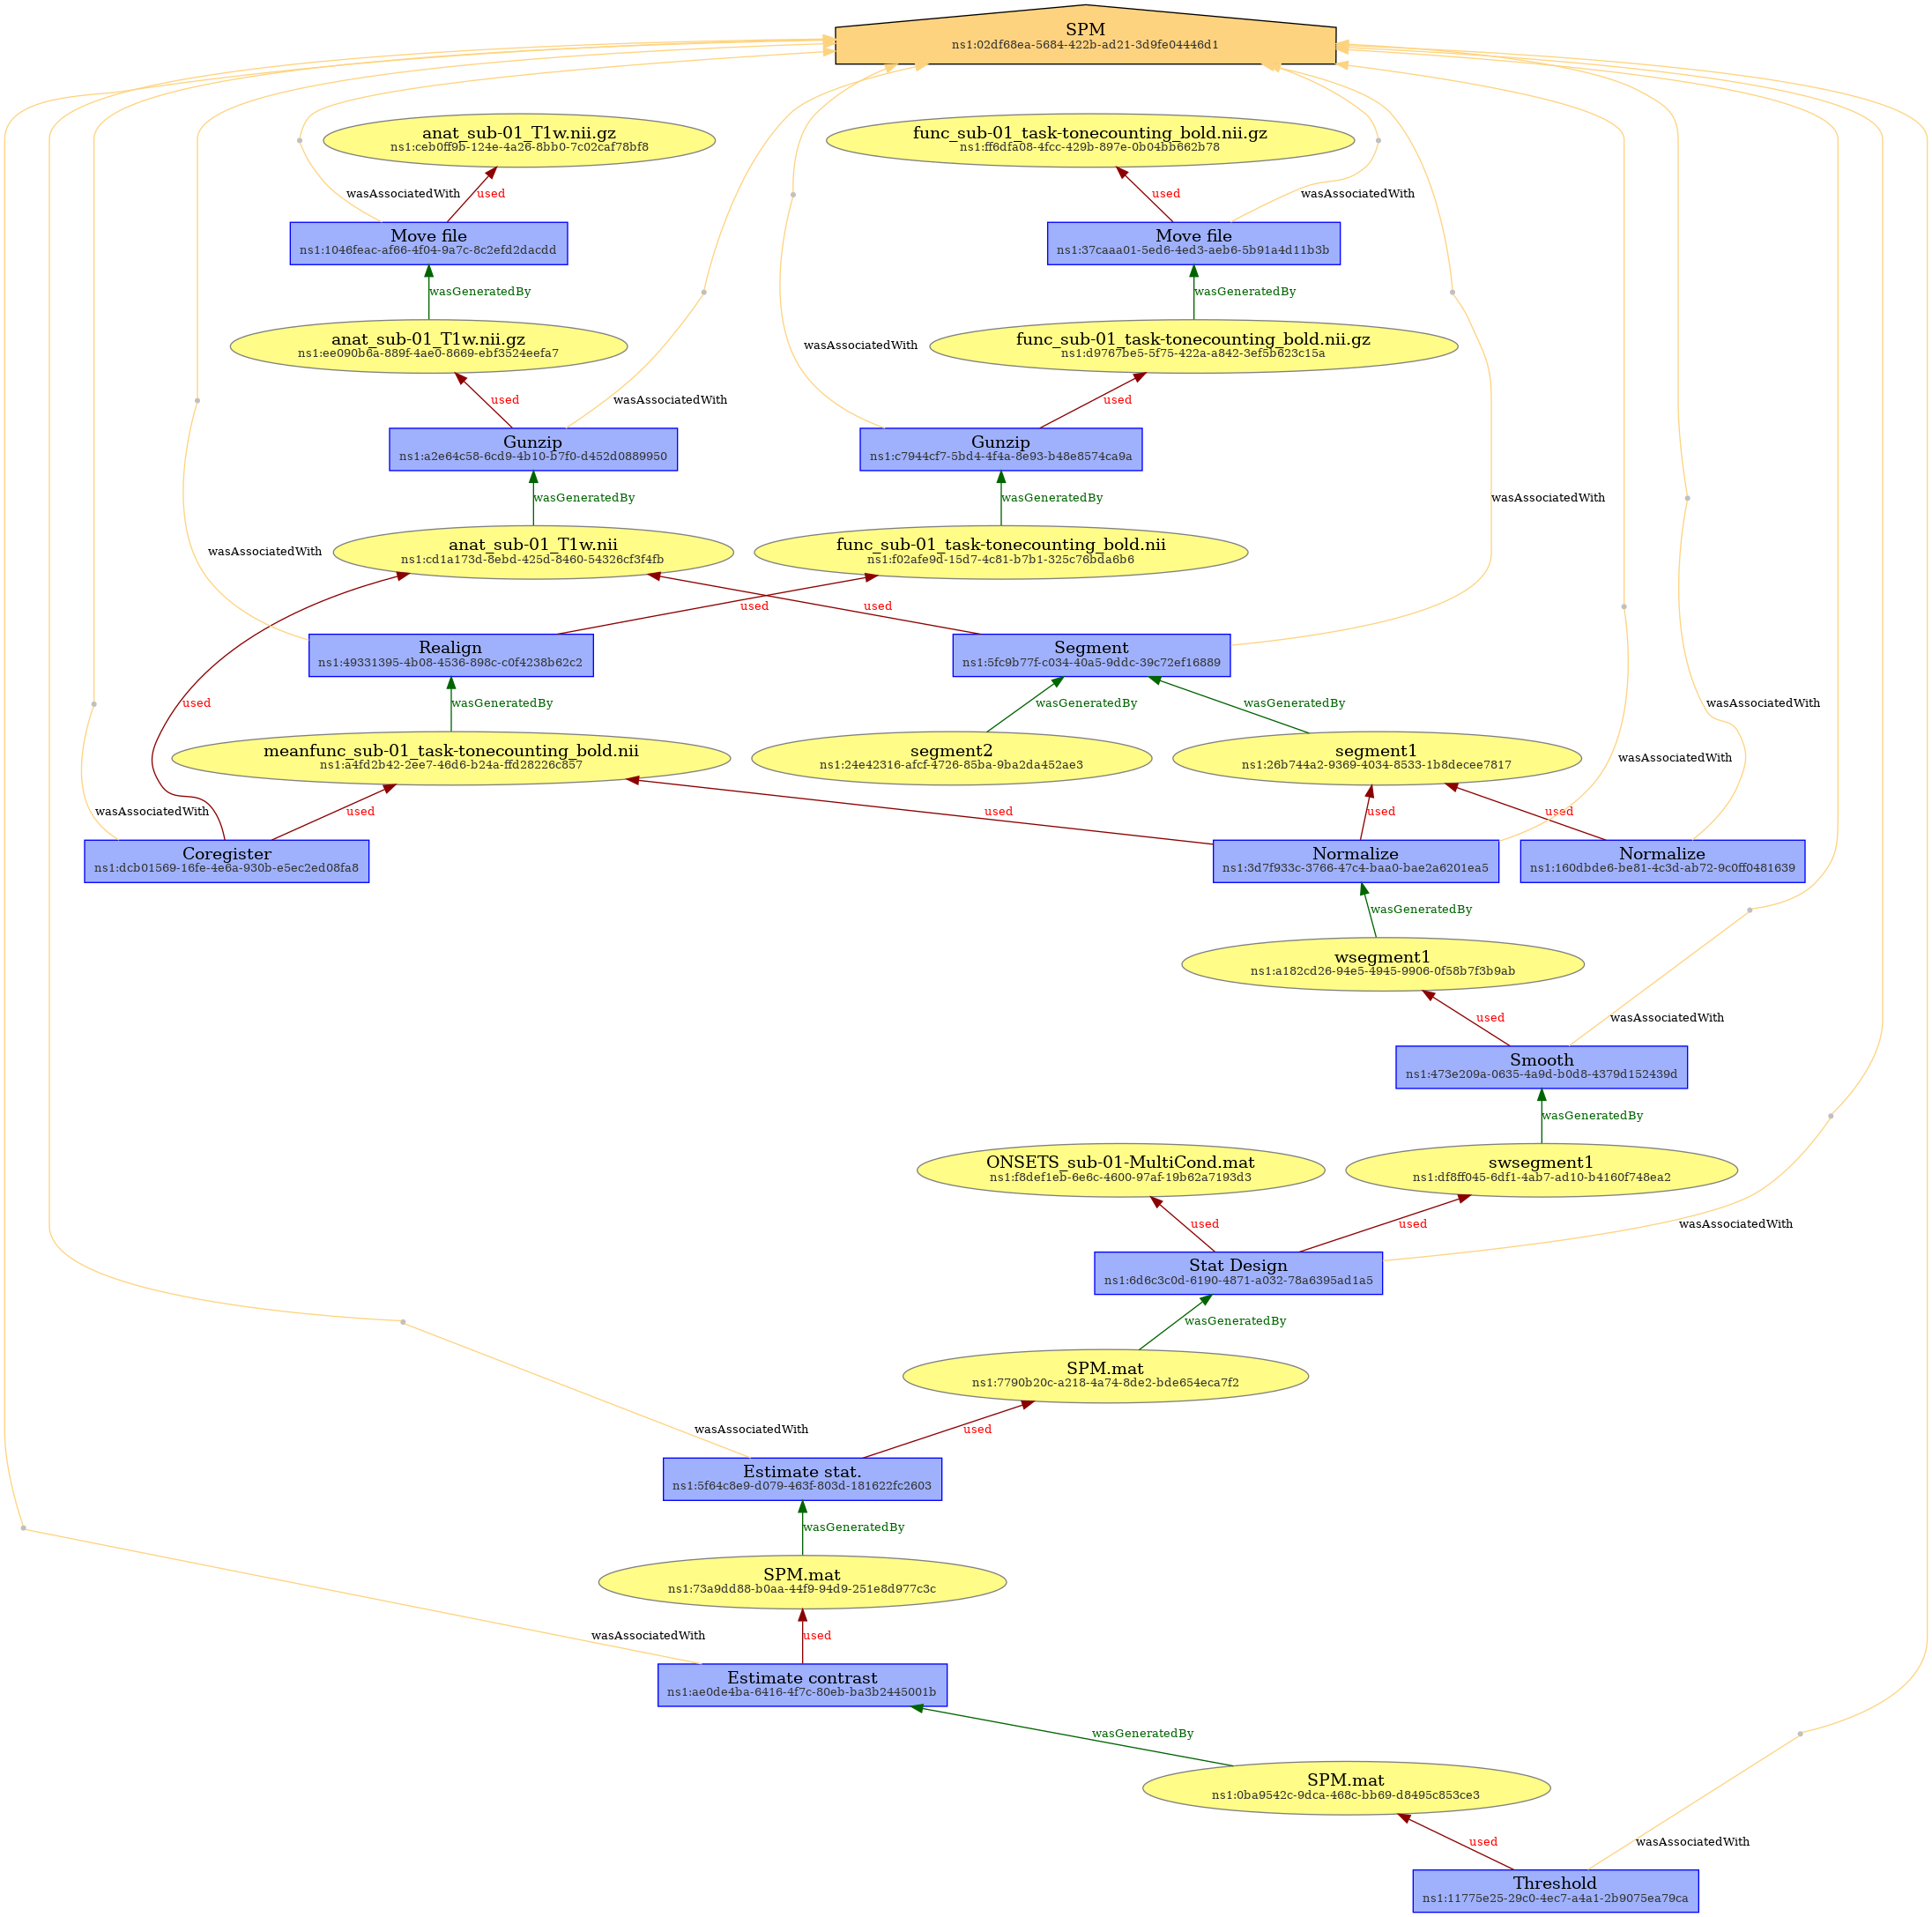 SPM
ns1:02df68ea-5684-422b-ad21-3d9fe04446d1
anat_sub-01_T1w.nii.gz
ns1:ceb0ff9b-124e-4a26-8bb0-7c02caf78bf8
func_sub-01_task-tonecounting_bold.nii.gz
ns1:ff6dfa08-4fcc-429b-897e-0b04bb662b78
wasAssociatedWith
used
used
wasAssociatedWith
Move file
ns1:1046feac-af66-4f04-9a7c-8c2efd2dacdd
Move file
ns1:37caaa01-5ed6-4ed3-aeb6-5b91a4d11b3b
wasGeneratedBy
wasGeneratedBy
anat_sub-01_T1w.nii.gz
ns1:ee090b6a-889f-4ae0-8669-ebf3524eefa7
wasAssociatedWith
func_sub-01_task-tonecounting_bold.nii.gz
ns1:d9767be5-5f75-422a-a842-3ef5b623c15a
used
wasAssociatedWith
used
Gunzip
ns1:a2e64c58-6cd9-4b10-b7f0-d452d0889950
Gunzip
ns1:c7944cf7-5bd4-4f4a-8e93-b48e8574ca9a
wasGeneratedBy
wasGeneratedBy
wasAssociatedWith
wasAssociatedWith
anat_sub-01_T1w.nii
ns1:cd1a173d-8ebd-425d-8460-54326cf3f4fb
func_sub-01_task-tonecounting_bold.nii
ns1:f02afe9d-15d7-4c81-b7b1-325c76bda6b6
used
used
Realign
ns1:49331395-4b08-4536-898c-c0f4238b62c2
Segment
ns1:5fc9b77f-c034-40a5-9ddc-39c72ef16889
used
wasGeneratedBy
wasGeneratedBy
wasGeneratedBy
wasAssociatedWith
meanfunc_sub-01_task-tonecounting_bold.nii
ns1:a4fd2b42-2ee7-46d6-b24a-ffd28226c857
segment2
ns1:24e42316-afcf-4726-85ba-9ba2da452ae3
segment1
ns1:26b744a2-9369-4034-8533-1b8decee7817
wasAssociatedWith
wasAssociatedWith
used
used
used
used
Coregister
ns1:dcb01569-16fe-4e6a-930b-e5ec2ed08fa8
Normalize
ns1:3d7f933c-3766-47c4-baa0-bae2a6201ea5
Normalize
ns1:160dbde6-be81-4c3d-ab72-9c0ff0481639
wasGeneratedBy
wsegment1
ns1:a182cd26-94e5-4945-9906-0f58b7f3b9ab
used
wasAssociatedWith
Smooth
ns1:473e209a-0635-4a9d-b0d8-4379d152439d
wasGeneratedBy
ONSETS_sub-01-MultiCond.mat
ns1:f8def1eb-6e6c-4600-97af-19b62a7193d3
swsegment1
ns1:df8ff045-6df1-4ab7-ad10-b4160f748ea2
used
used
wasAssociatedWith
Stat Design
ns1:6d6c3c0d-6190-4871-a032-78a6395ad1a5
wasGeneratedBy
SPM.mat
ns1:7790b20c-a218-4a74-8de2-bde654eca7f2
wasAssociatedWith
used
Estimate stat.
ns1:5f64c8e9-d079-463f-803d-181622fc2603
wasGeneratedBy
SPM.mat
ns1:73a9dd88-b0aa-44f9-94d9-251e8d977c3c
wasAssociatedWith
used
Estimate contrast
ns1:ae0de4ba-6416-4f7c-80eb-ba3b2445001b
wasGeneratedBy
SPM.mat
ns1:0ba9542c-9dca-468c-bb69-d8495c853ce3
used
wasAssociatedWith
Threshold
ns1:11775e25-29c0-4ec7-a4a1-2b9075ea79ca